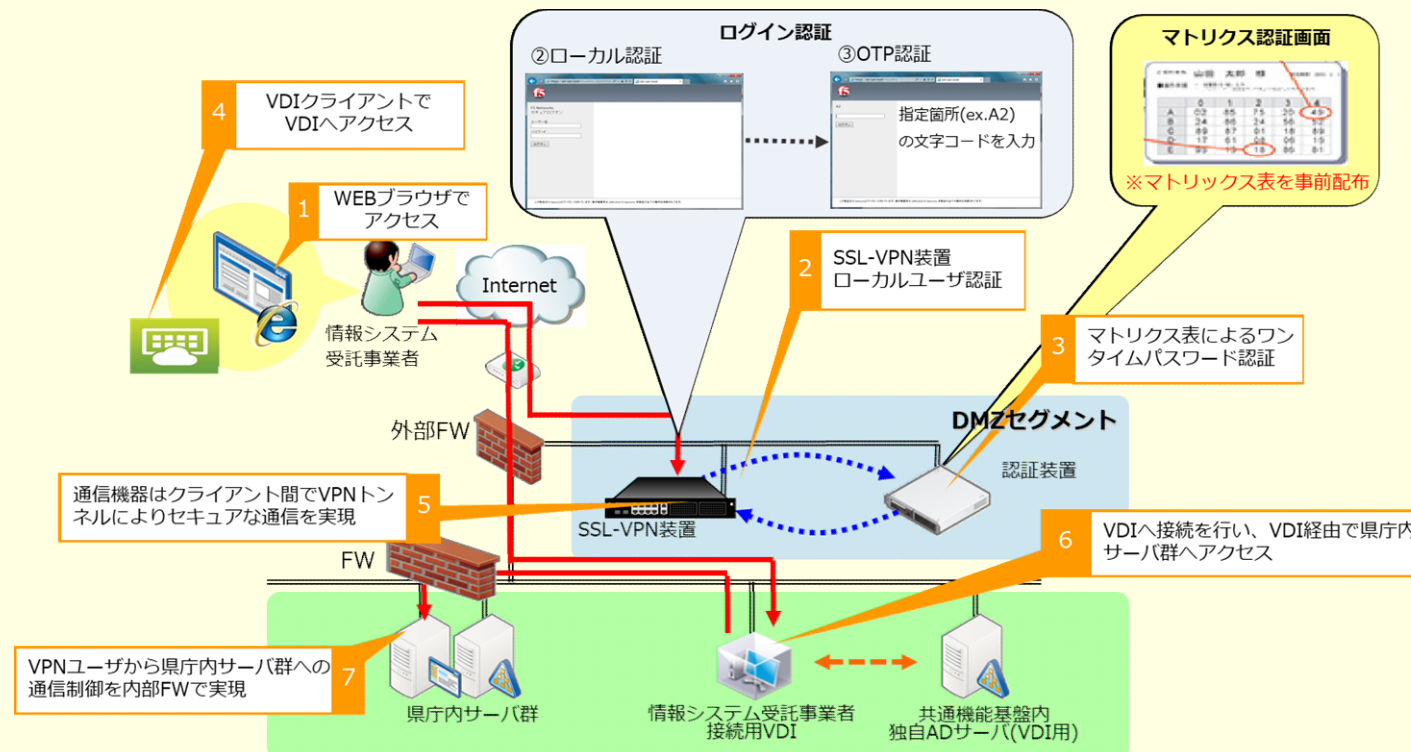 ログイン認証
②ローカル認証
③OTP認証
指定箇所(ex.A2)
の文字コードを入力
マトリクス認証画面
※マトリックス表を事前配布
4
VDIクライアントで
VDIへアクセス
1
WEBブラウザで
アクセス
Internet
情報システム
受託事業者
2
SSL-VPN装置
ローカルユーザ認証
3
マトリクス表によるワン
タイムパスワード認証
外部FW
DMZセグメント
認証装置
SSL-VPN装置
通信機器はクライアント間でVPNトン
ネルによりセキュアな通信を実現
5
6
VDIへ接続を行い、VDI経由で県庁内
サーバ群へアクセス
FW
VPNユーザから県庁内サーバ群への
通信制御を内部FWで実現
7
県庁内サーバ群
情報システム受託事業者
接続用VDI
共通機能基盤内
独自ADサーバ(VDI用)